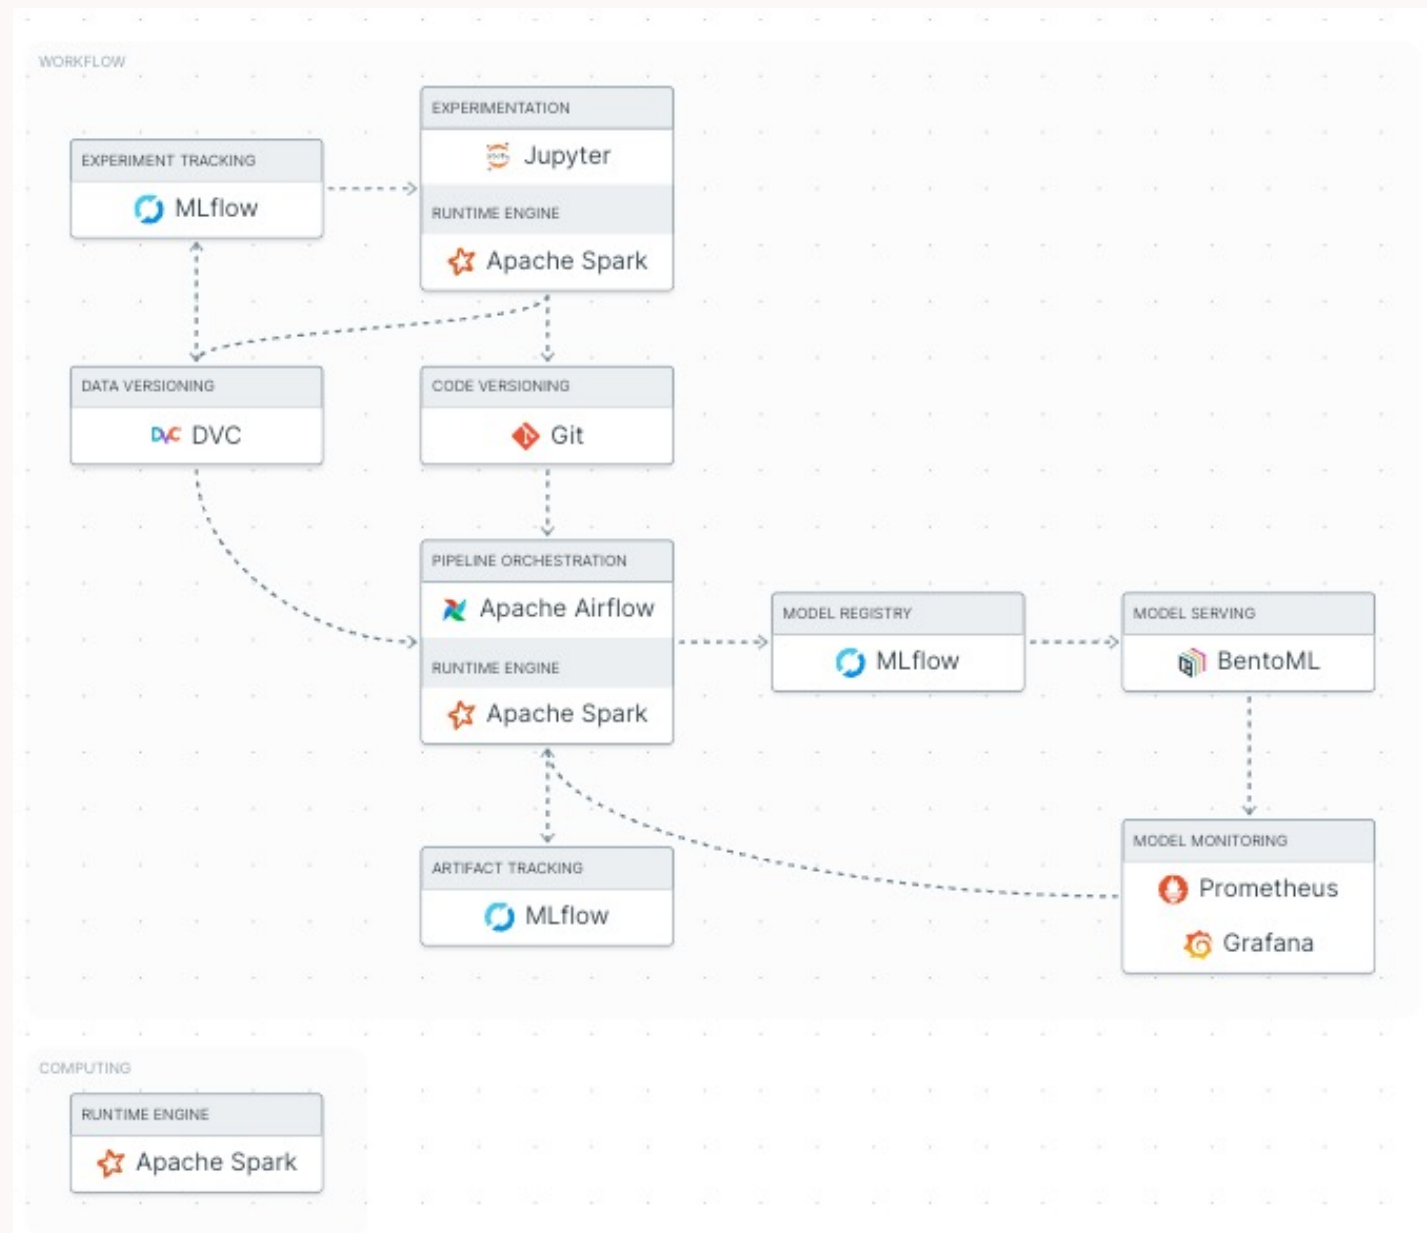 WORKFLOW
EXPERIMENT TRACKING
MLflow
EXPERIMENTATION
Jupyter
RUNTIME ENGINE
Apache Spark
DATA VERSIONING
DVC
CODE VERSIONING
Git
PIPELINE ORCHESTRATION
Apache Airflow
RUNTIME ENGINE
Apache Spark
MODEL REGISTRY
MLflow
MODEL SERVING
BentoML
ARTIFACT TRACKING
MLflow
MODEL MONITORING
Prometheus
Grafana
COMPUTING
RUNTIME ENGINE
Apache Spark